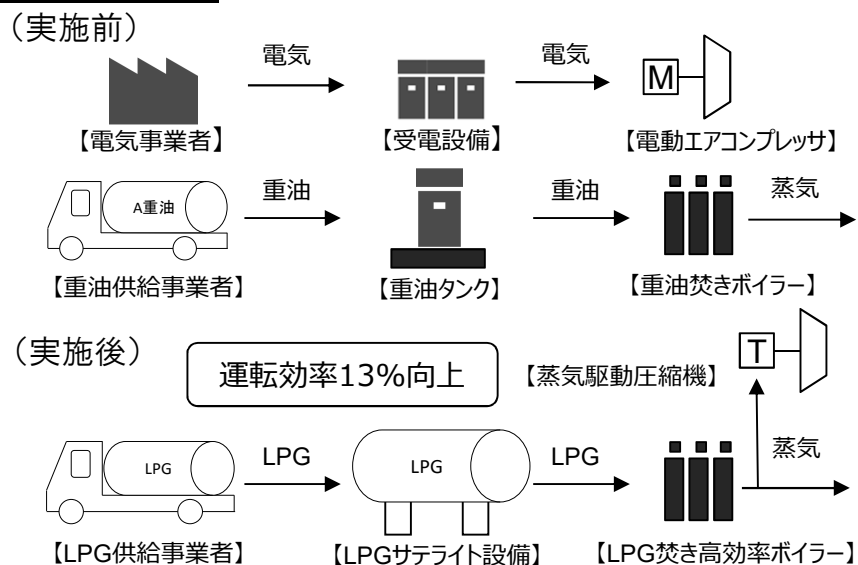 （実施前）
電気
電気
M
【電気事業者】
【受電設備】
【電動エアコンプレッサ】
A重油
重油
重油
蒸気
【重油供給事業者】
【重油タンク】
【重油焚きボイラー】
（実施後）
運転効率13%向上
【蒸気駆動圧縮機】
T
LPG
LPG
LPG
LPG
蒸気
【LPG供給事業者】
【LPGサテライト設備】
【LPG焚き高効率ボイラー】